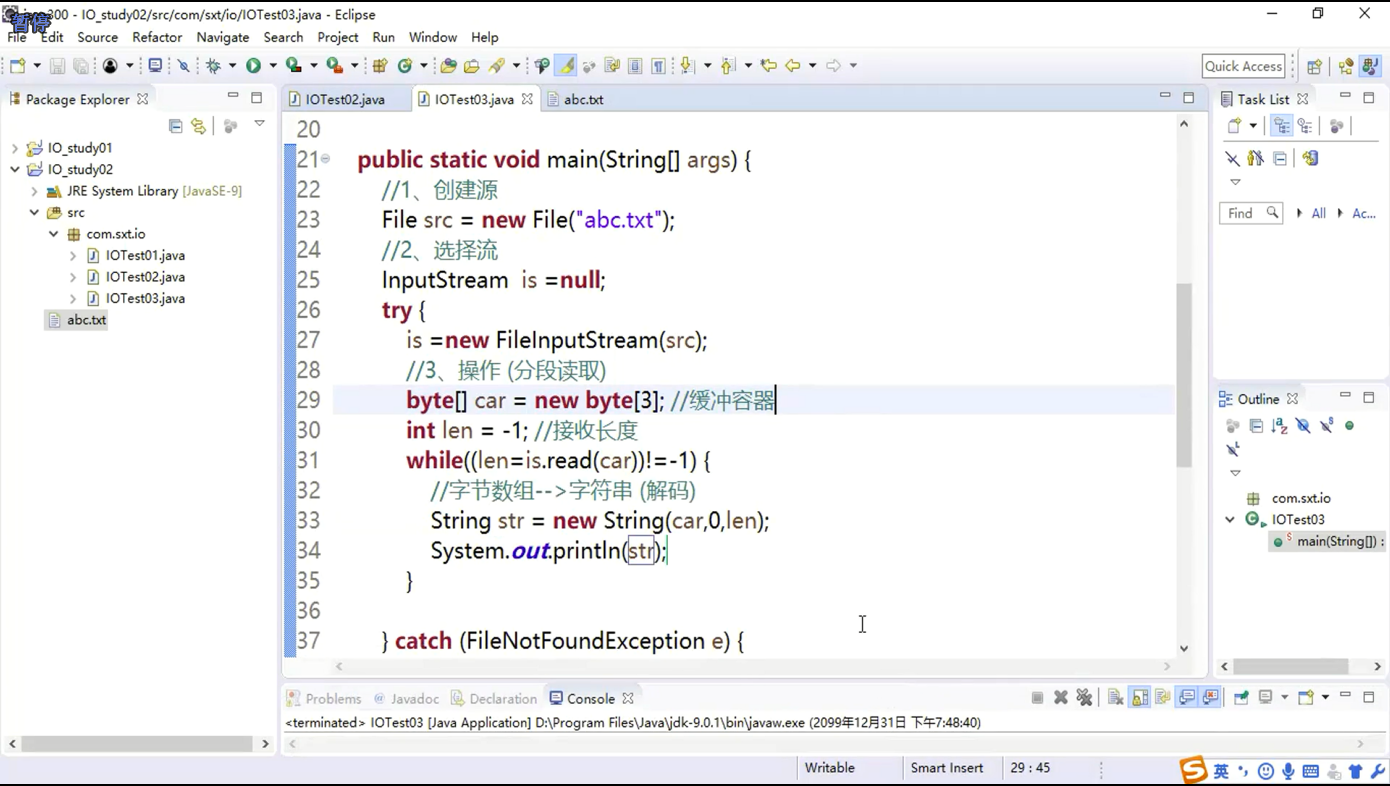 暂停
java300 - IO_study02/src/com/sxt/io/IOTest03.java - Eclipse
File Edit Source Refactor Navigate Search Project Run Window Help
Quick Access
Package Explorer
IO_study01
IO_study02
JRE System Library [JavaSE-9]
src
com.sxt.io
IOTest01.java
IOTest02.java
IOTest03.java
abc.txt
IOTest02.java IOTest03.java abc.txt
20
21 public static void main(String[] args) {
22 //1、创建源
23 File src = new File("abc.txt");
24 //2、选择流
25 InputStream is =null;
26 try {
27 is =new FileInputStream(src);
28 //3、操作 (分段读取)
29 byte[] car = new byte[3]; //缓冲容器
30 int len = -1; //接收长度
31 while((len=is.read(car))!=-1) {
32 //字节数组-->字符串 (解码)
33 String str = new String(car,0,len);
34 System.out.println(str);
35 }
36
37 } catch (FileNotFoundException e) {
Task List
Find All Ac...
Outline
com.sxt.io
IOTest03
main(String[]) :
Problems Javadoc Declaration Console
<terminated> IOTest03 [Java Application] D:\Program Files\Java\jdk-9.0.1\bin\javaw.exe (2099年12月31日 下午7:48:40)
Writable Smart Insert 29 : 45
英